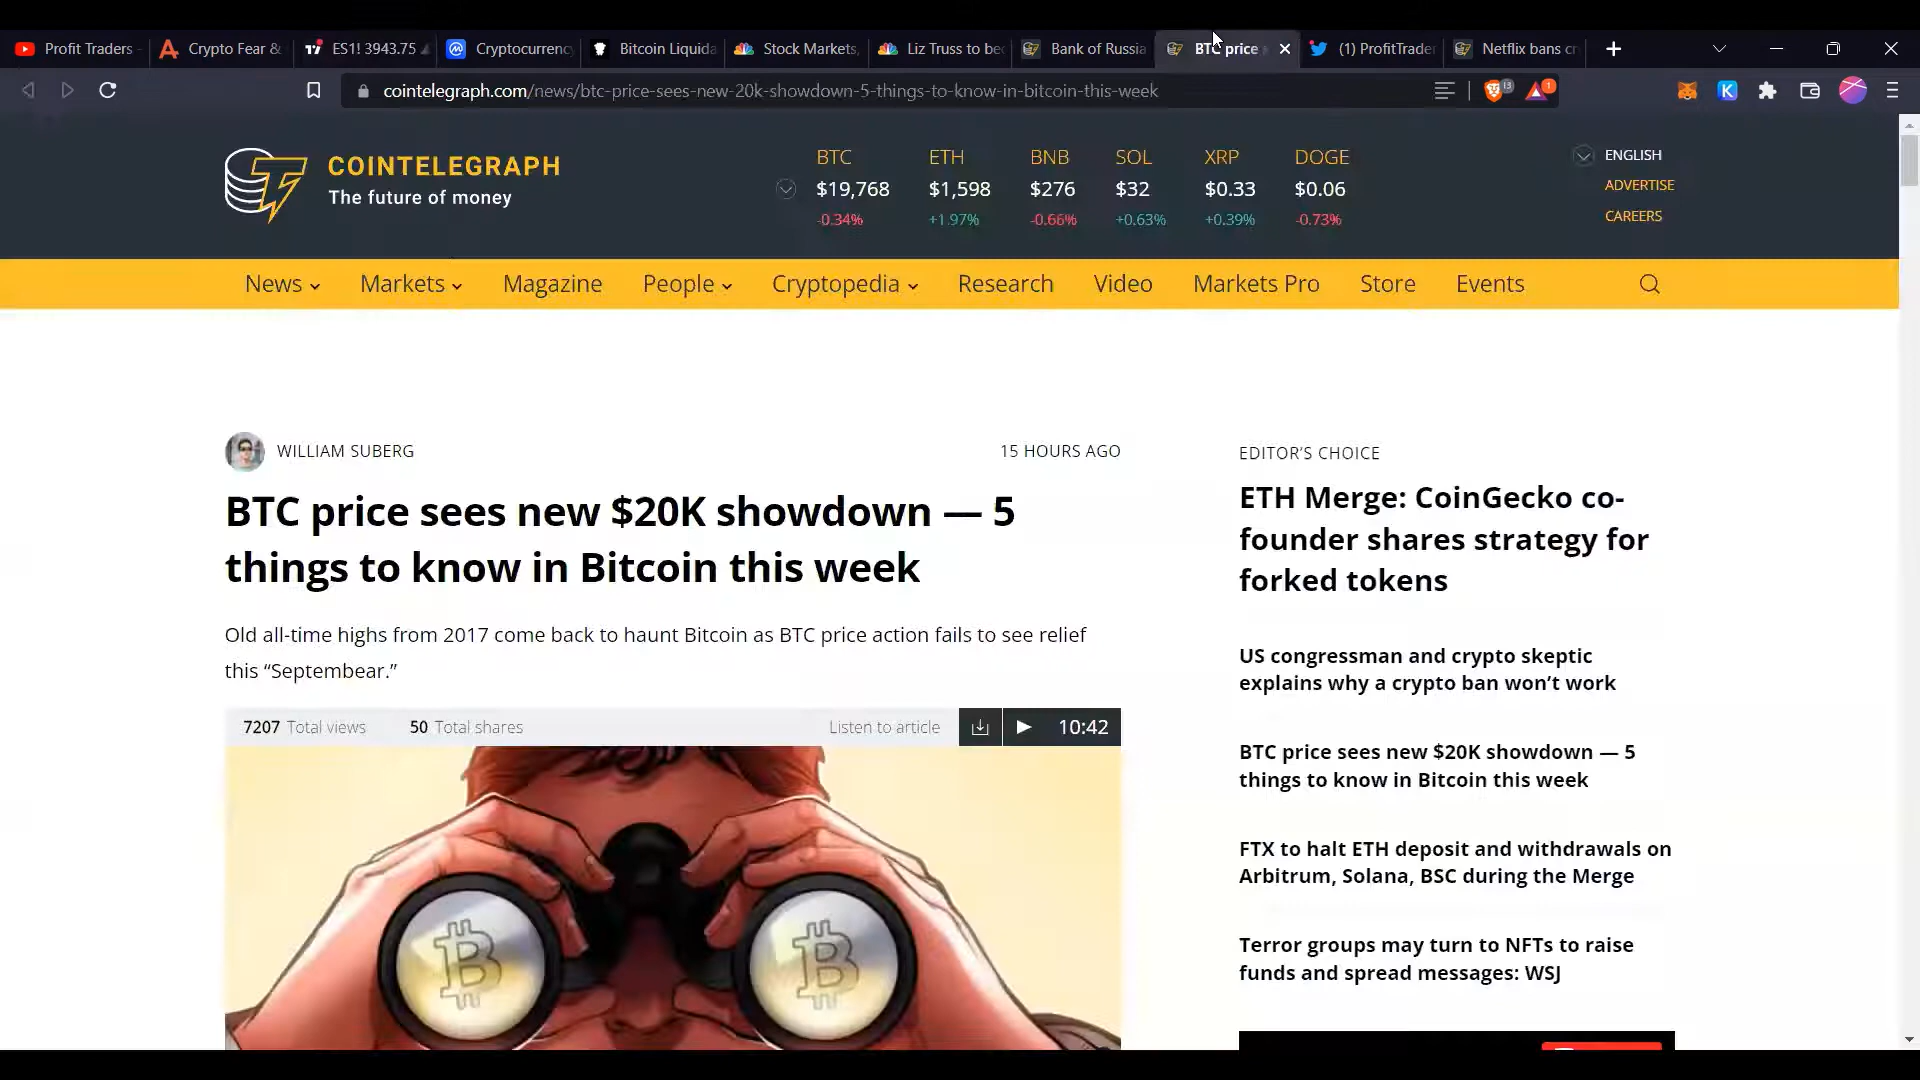 Profit Traders
Crypto Fear &
ES1! 3943.75
Cryptocurrenc
Bitcoin Liquida
Stock Markets,
Liz Truss to be
Bank of Russia
BTC price
(1) ProfitTrade
Netflix bans cr
cointelegraph.com/news/btc-price-sees-new-20k-showdown-5-things-to-know-in-bitcoin-this-week
13
1
COINTELEGRAPH
The future of money
BTC ETH BNB SOL XRP DOGE
$19,768 $1,598 $276 $32 $0.33 $0.06
-0.34% +1.97% -0.66% +0.63% +0.39% -0.73%
ENGLISH
ADVERTISE
CAREERS
News Markets Magazine People Cryptopedia Research Video Markets Pro Store Events
WILLIAM SUBERG
15 HOURS AGO
BTC price sees new $20K showdown — 5
things to know in Bitcoin this week
Old all-time highs from 2017 come back to haunt Bitcoin as BTC price action fails to see relief
this “Septembear.”
7207 Total views 50 Total shares
Listen to article 10:42
EDITOR’S CHOICE
ETH Merge: CoinGecko co-
founder shares strategy for
forked tokens
US congressman and crypto skeptic
explains why a crypto ban won’t work
BTC price sees new $20K showdown — 5
things to know in Bitcoin this week
FTX to halt ETH deposit and withdrawals on
Arbitrum, Solana, BSC during the Merge
Terror groups may turn to NFTs to raise
funds and spread messages: WSJ